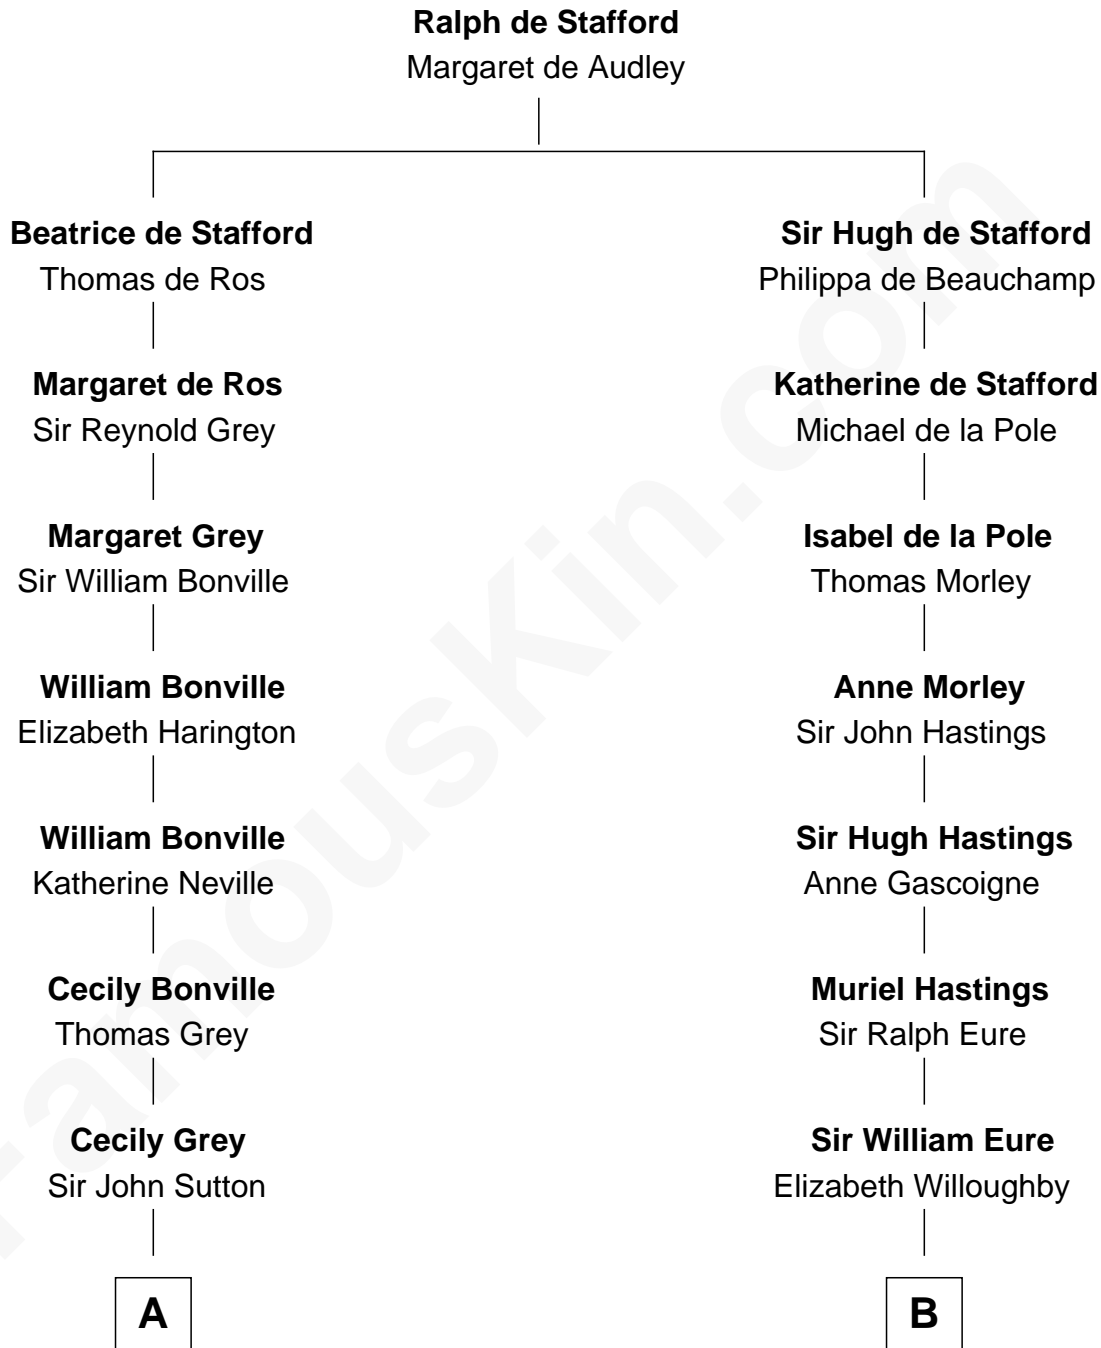 Ralph de Stafford
Margaret de Audley
Beatrice de Stafford
Thomas de Ros
Margaret de Ros
Sir Reynold Grey
Margaret Grey
Sir William Bonville
William Bonville
Elizabeth Harington
William Bonville
Katherine Neville
Cecily Bonville
Thomas Grey
Cecily Grey
Sir John Sutton
A
Sir Hugh de Stafford
Philippa de Beauchamp
Katherine de Stafford
Michael de la Pole
Isabel de la Pole
Thomas Morley
Anne Morley
Sir John Hastings
Sir Hugh Hastings
Anne Gascoigne
Muriel Hastings
Sir Ralph Eure
Sir William Eure
Elizabeth Willoughby
B
FamousKin.com